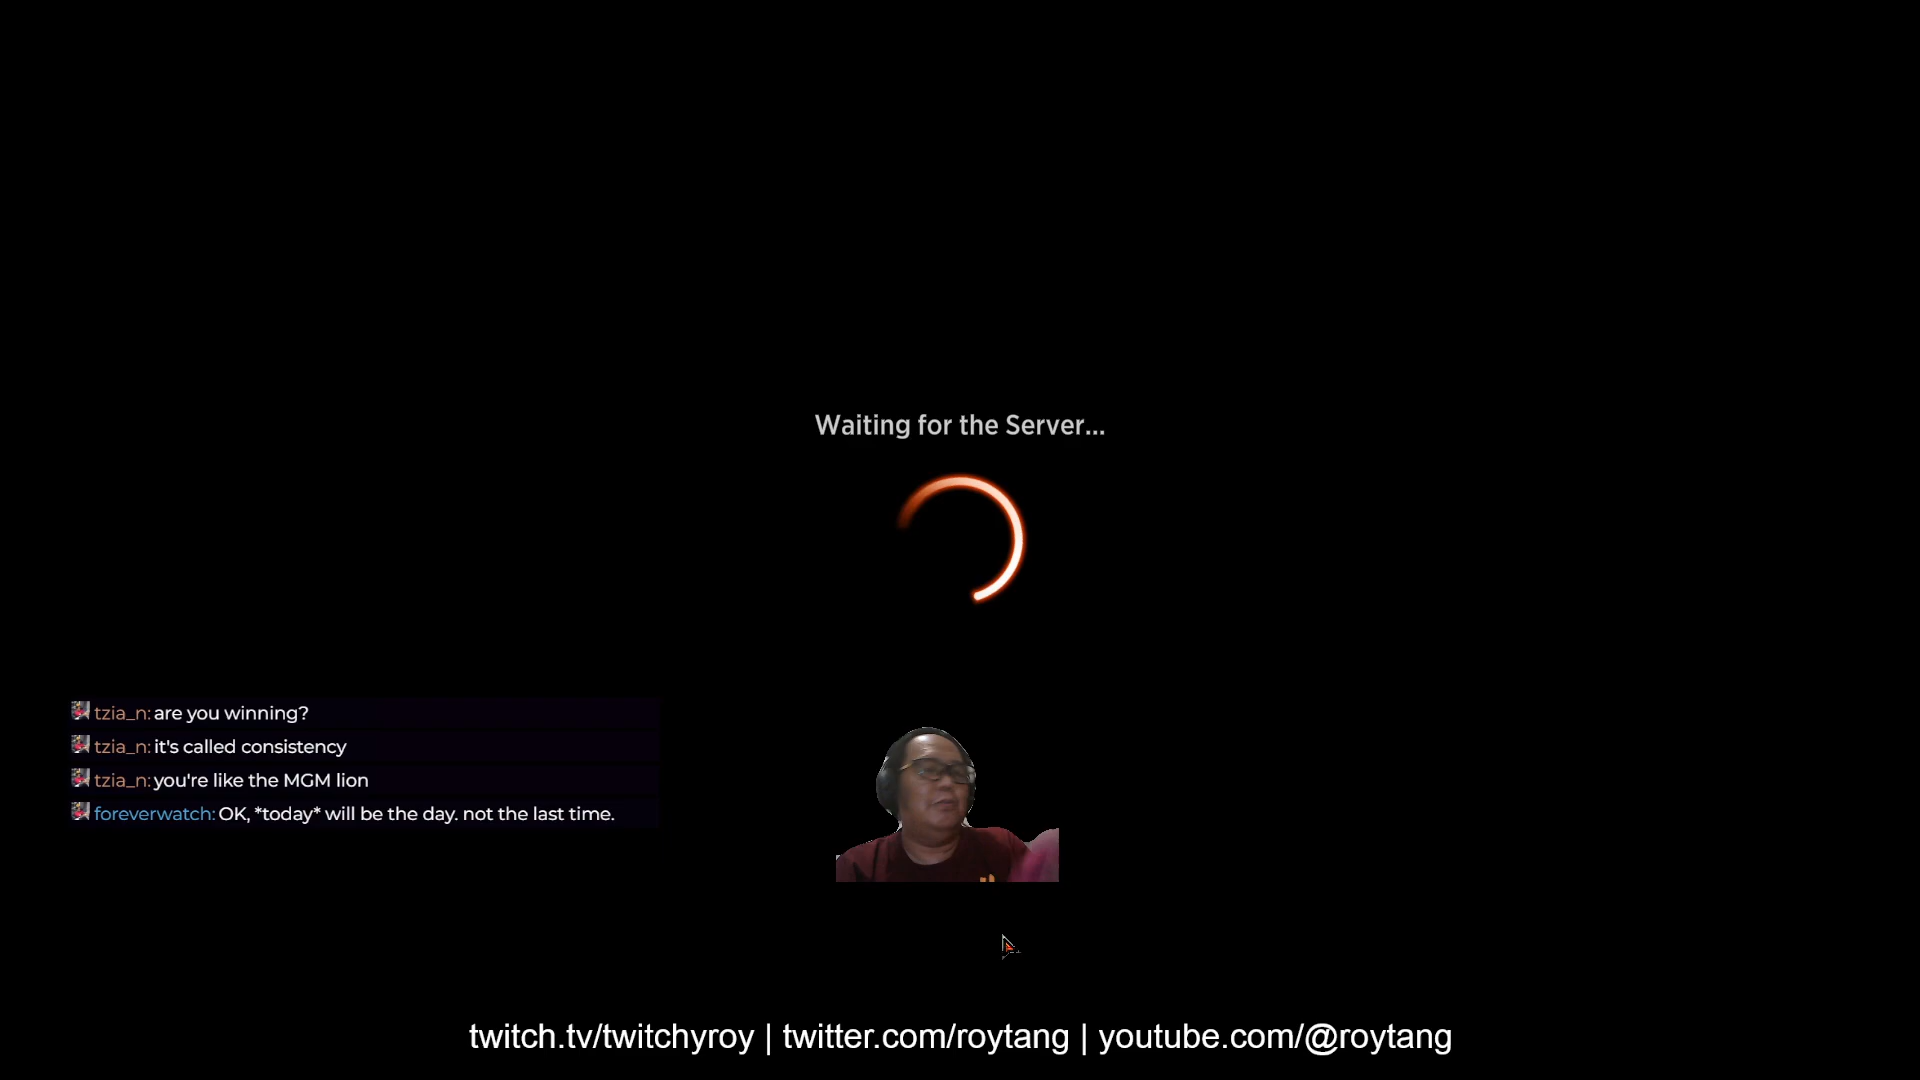 Waiting for the Server...
tzia_n: are you winning?
tzia_n: it's called consistency
tzia_n: you're like the MGM lion
foreverwatch: OK, *today* will be the day. not the last time.
twitch.tv/twitchyroy | twitter.com/roytang | youtube.com/@roytang